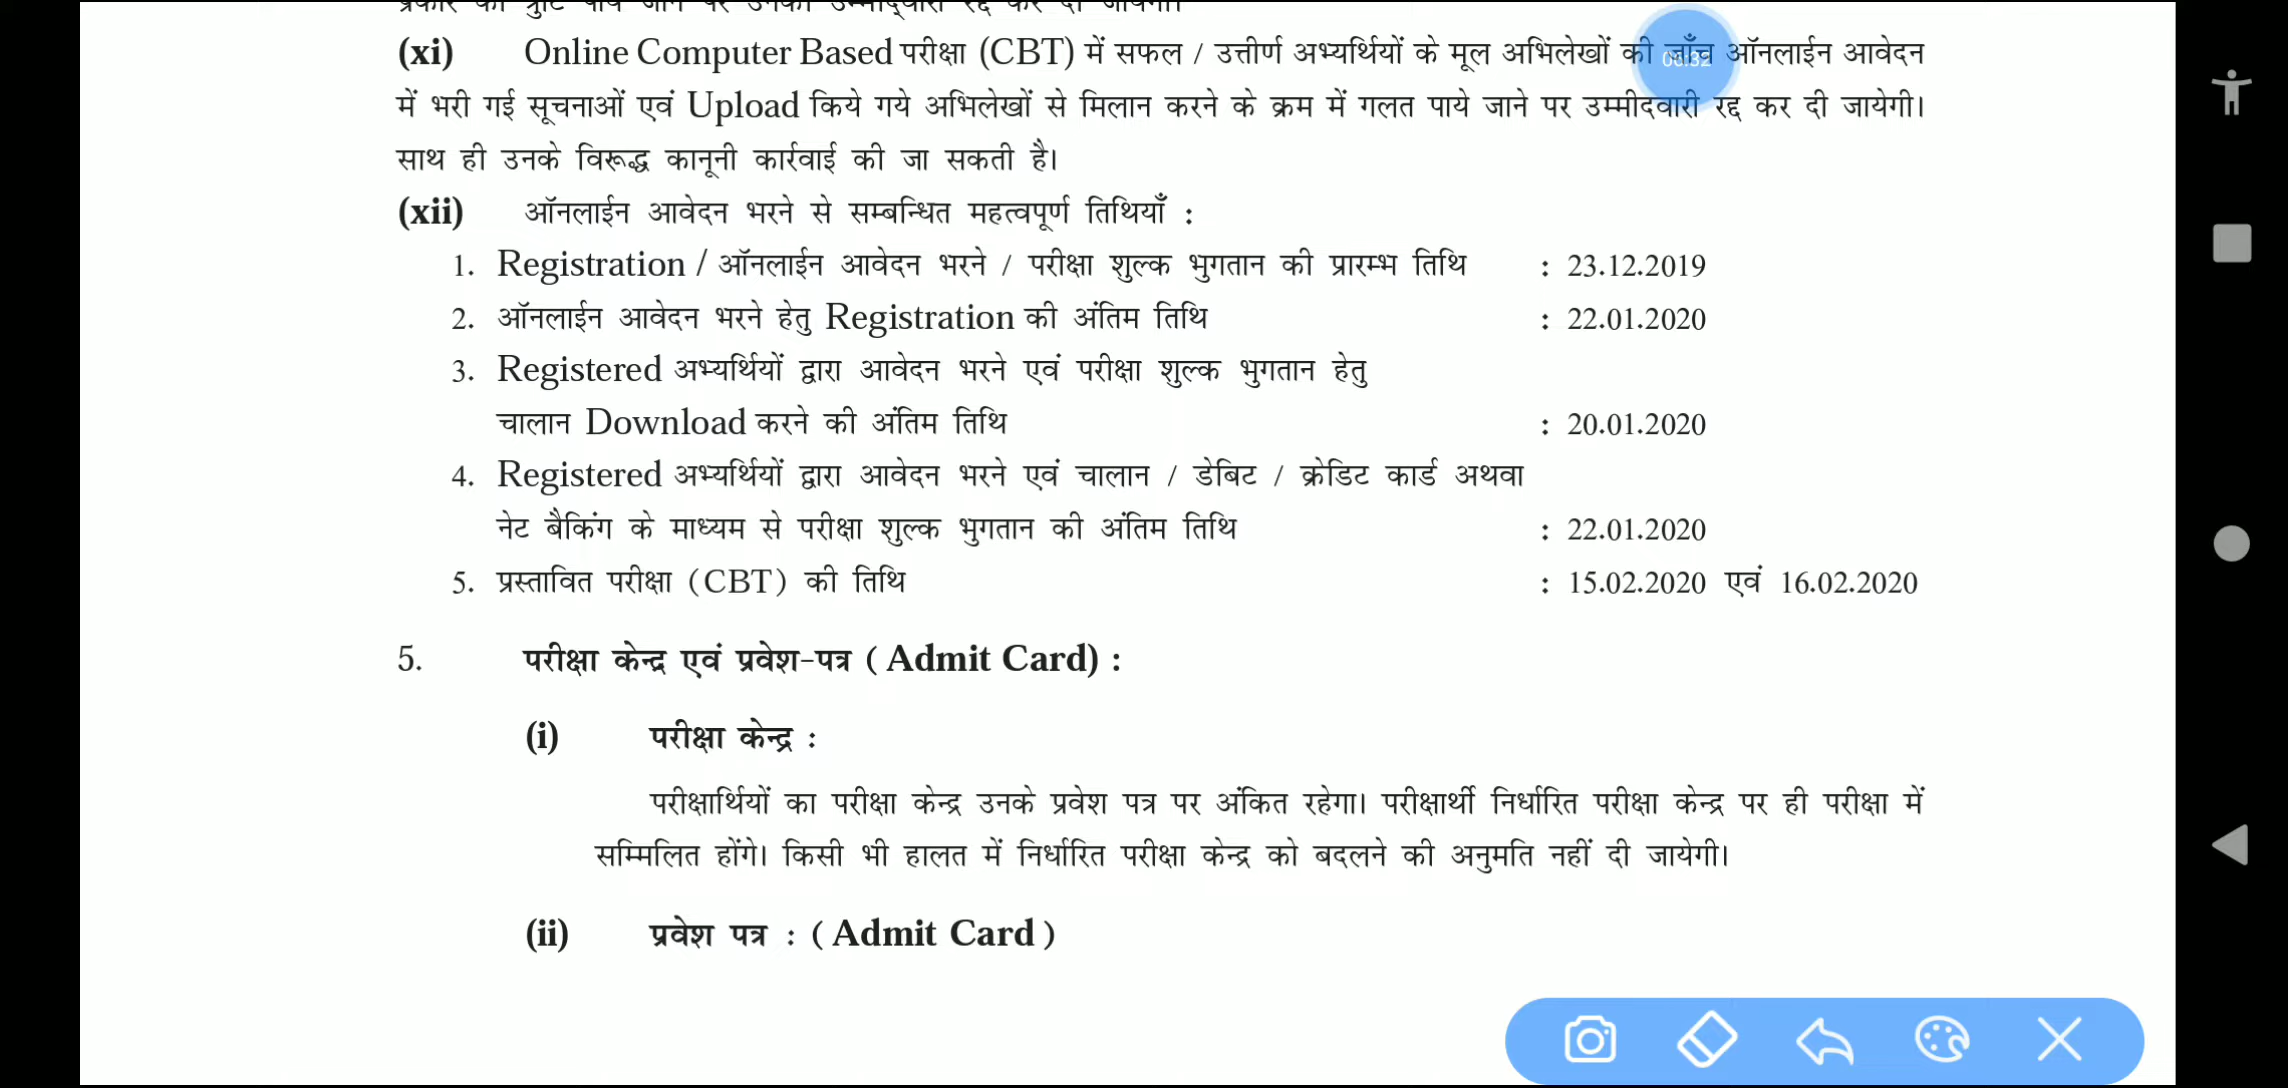 (xi) Online Computer Based परीक्षा (CBT) में सफल / उत्तीर्ण अभ्यर्थियों के मूल अभिलेखों की जाँच ऑनलाईन आवेदन
में भरी गई सूचनाओं एवं Upload किये गये अभिलेखों से मिलान करने के क्रम में गलत पाये जाने पर उम्मीदवारी रद्द कर दी जायेगी।
साथ ही उनके विरूद्ध कानूनी कार्रवाई की जा सकती है।
(xii) ऑनलाईन आवेदन भरने से सम्बन्धित महत्वपूर्ण तिथियाँ :
1. Registration / ऑनलाईन आवेदन भरने / परीक्षा शुल्क भुगतान की प्रारम्भ तिथि : 23.12.2019
2. ऑनलाईन आवेदन भरने हेतु Registration की अंतिम तिथि : 22.01.2020
3. Registered अभ्यर्थियों द्वारा आवेदन भरने एवं परीक्षा शुल्क भुगतान हेतु
चालान Download करने की अंतिम तिथि : 20.01.2020
4. Registered अभ्यर्थियों द्वारा आवेदन भरने एवं चालान / डेबिट / क्रेडिट कार्ड अथवा
नेट बैकिंग के माध्यम से परीक्षा शुल्क भुगतान की अंतिम तिथि : 22.01.2020
5. प्रस्तावित परीक्षा (CBT) की तिथि : 15.02.2020 एवं 16.02.2020
5. परीक्षा केन्द्र एवं प्रवेश-पत्र ( Admit Card) :
(i) परीक्षा केन्द्र :
परीक्षार्थियों का परीक्षा केन्द्र उनके प्रवेश पत्र पर अंकित रहेगा। परीक्षार्थी निर्धारित परीक्षा केन्द्र पर ही परीक्षा में
सम्मिलित होंगे। किसी भी हालत में निर्धारित परीक्षा केन्द्र को बदलने की अनुमति नहीं दी जायेगी।
(ii) प्रवेश पत्र : ( Admit Card )